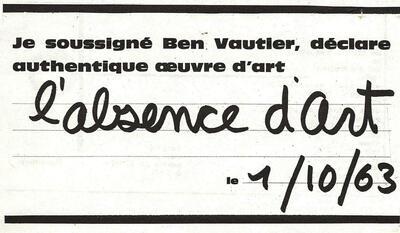 Je soussigné Ben Vautier, déclare
authentique œuvre d'art
l'absence d'art
le 1/10/63